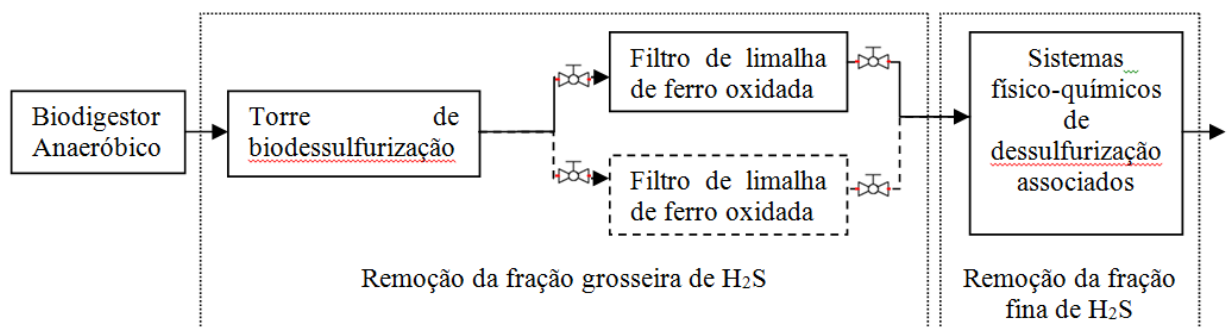 Biodigestor
Anaeróbico
Torre de
biodessulfurização
Filtro de limalha
de ferro oxidada
Filtro de limalha
de ferro oxidada
Sistemas
físico-químicos
de
dessulfurização
associados
Remoção da fração grosseira de H₂S
Remoção da fração
fina de H₂S